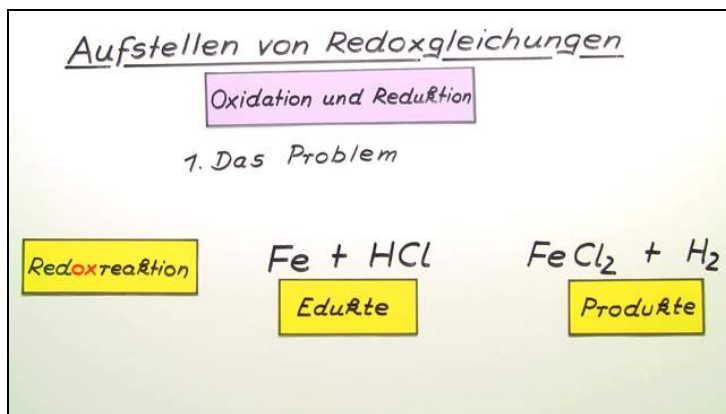 Aufstellen von Redoxgleichungen
Oxidation und Reduktion
1. Das Problem
Redoxreaktion
Fe + HCl
FeCl₂ + H₂
Edukte
Produkte